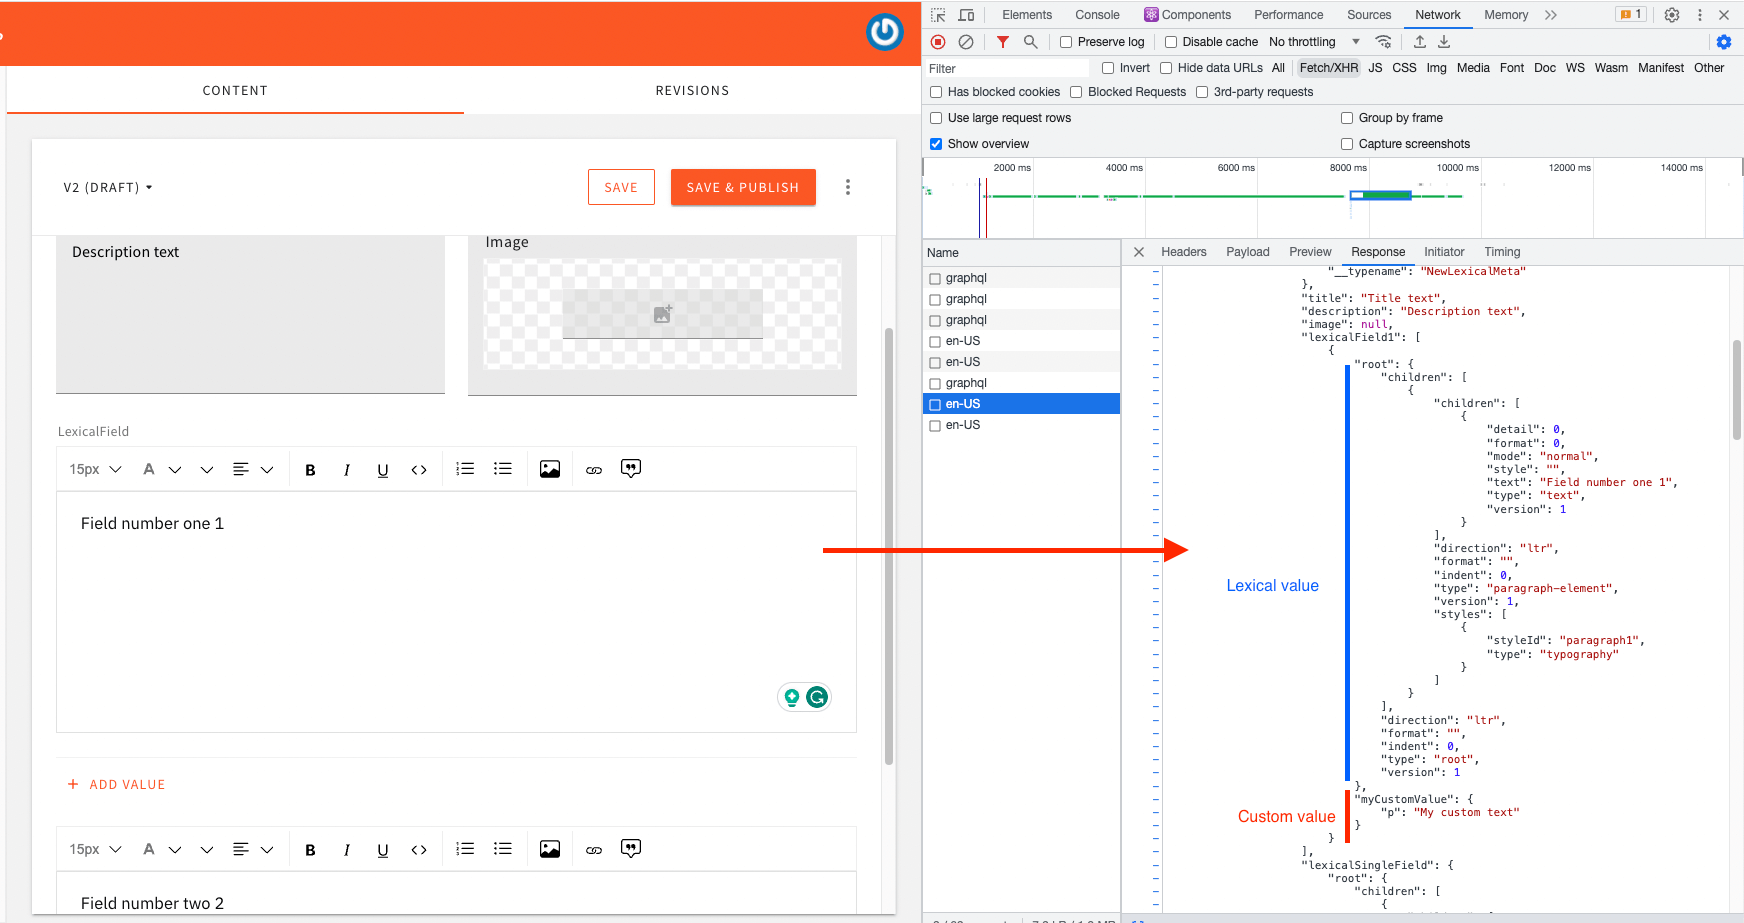 CONTENT
REVISIONS
V2 (DRAFT)
SAVE
SAVE & PUBLISH
Description text
Image
LexicalField
15px
A
B I U <>
Field number one 1
+ ADD VALUE
15px
A
B I U <>
Field number two 2
Elements Console Components Performance Sources Network Memory 1
Preserve log Disable cache No throttling
Filter Invert Hide data URLs All Fetch/XHR JS CSS Img Media Font Doc WS Wasm Manifest Other
Has blocked cookies Blocked Requests 3rd-party requests
Use large request rows Group by frame
Show overview Capture screenshots
2000 ms 4000 ms 6000 ms 8000 ms 10000 ms 12000 ms 14000 ms
Name
graphql
graphql
graphql
en-US
en-US
graphql
en-US
en-US
Headers Payload Preview Response Initiator Timing
"__typename": "NewLexicalMeta"
},
"title": "Title text",
"description": "Description text",
"image": null,
"lexicalField1": [
{
"root": {
"children": [
{
"children": [
{
"detail": 0,
"format": 0,
"mode": "normal",
"style": "",
"text": "Field number one 1",
"type": "text",
"version": 1
}
],
"direction": "ltr",
"format": "",
"indent": 0,
"type": "paragraph-element",
"version": 1,
"styles": [
{
"styleId": "paragraph1",
"type": "typography"
}
]
}
],
"direction": "ltr",
"format": "",
"indent": 0,
"type": "root",
"version": 1
},
"myCustomValue": {
"p": "My custom text"
}
}
],
"lexicalSingleField": {
"root": {
"children": [
{
Lexical value
Custom value